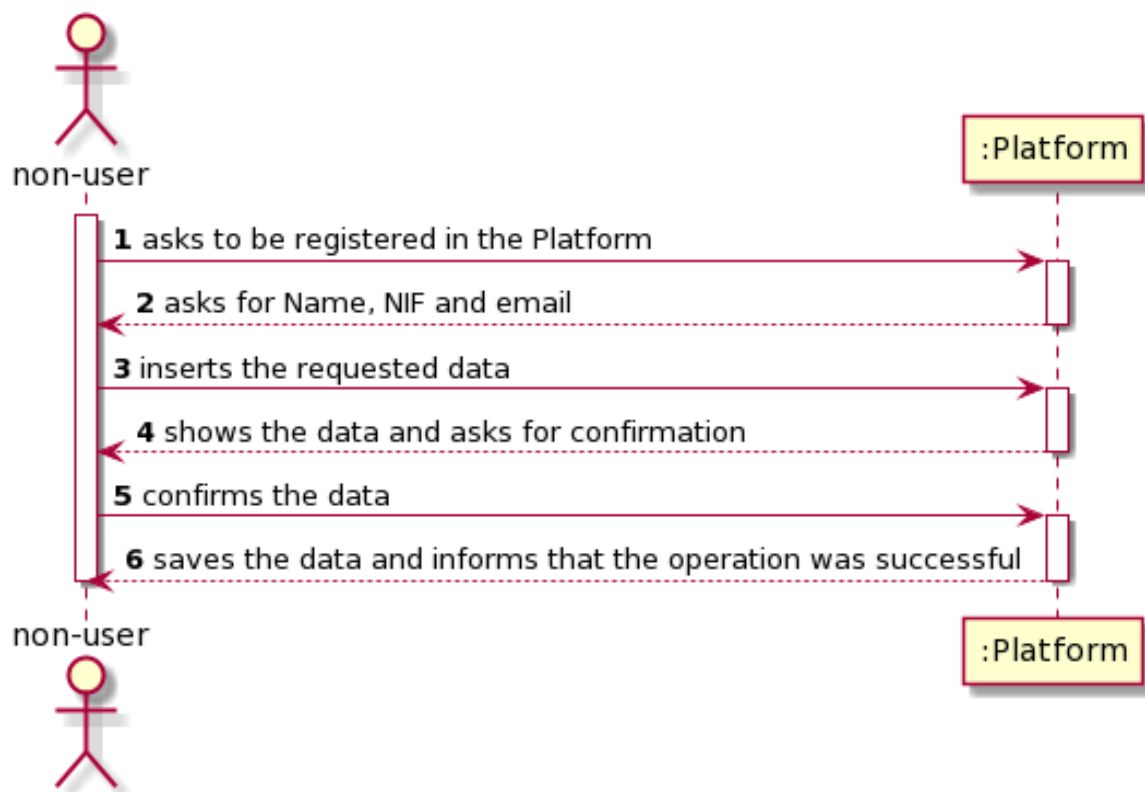 non-user
:Platform
1 asks to be registered in the Platform
2 asks for Name, NIF and email
3 inserts the requested data
4 shows the data and asks for confirmation
5 confirms the data
6 saves the data and informs that the operation was successful
non-user
:Platform